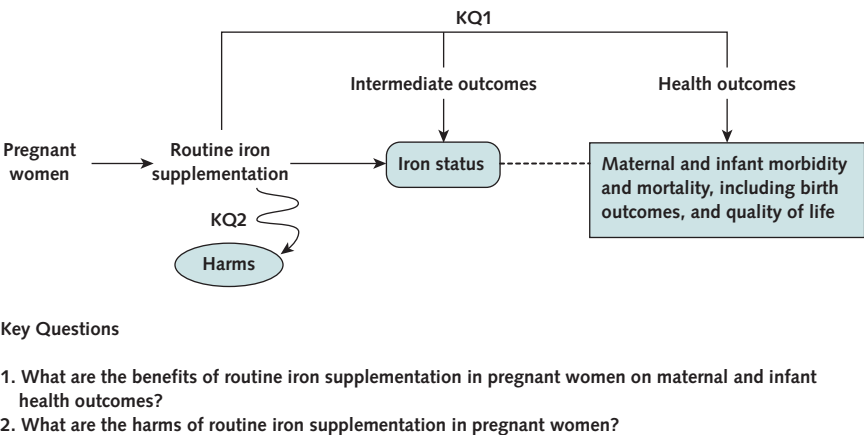 KQ1
Intermediate outcomes
Health outcomes
Pregnant
women
Routine iron
supplementation
Iron status
Maternal and infant morbidity
and mortality, including birth
outcomes, and quality of life
KQ2
Harms
Key Questions
1. What are the benefits of routine iron supplementation in pregnant women on maternal and infant
health outcomes?
2. What are the harms of routine iron supplementation in pregnant women?